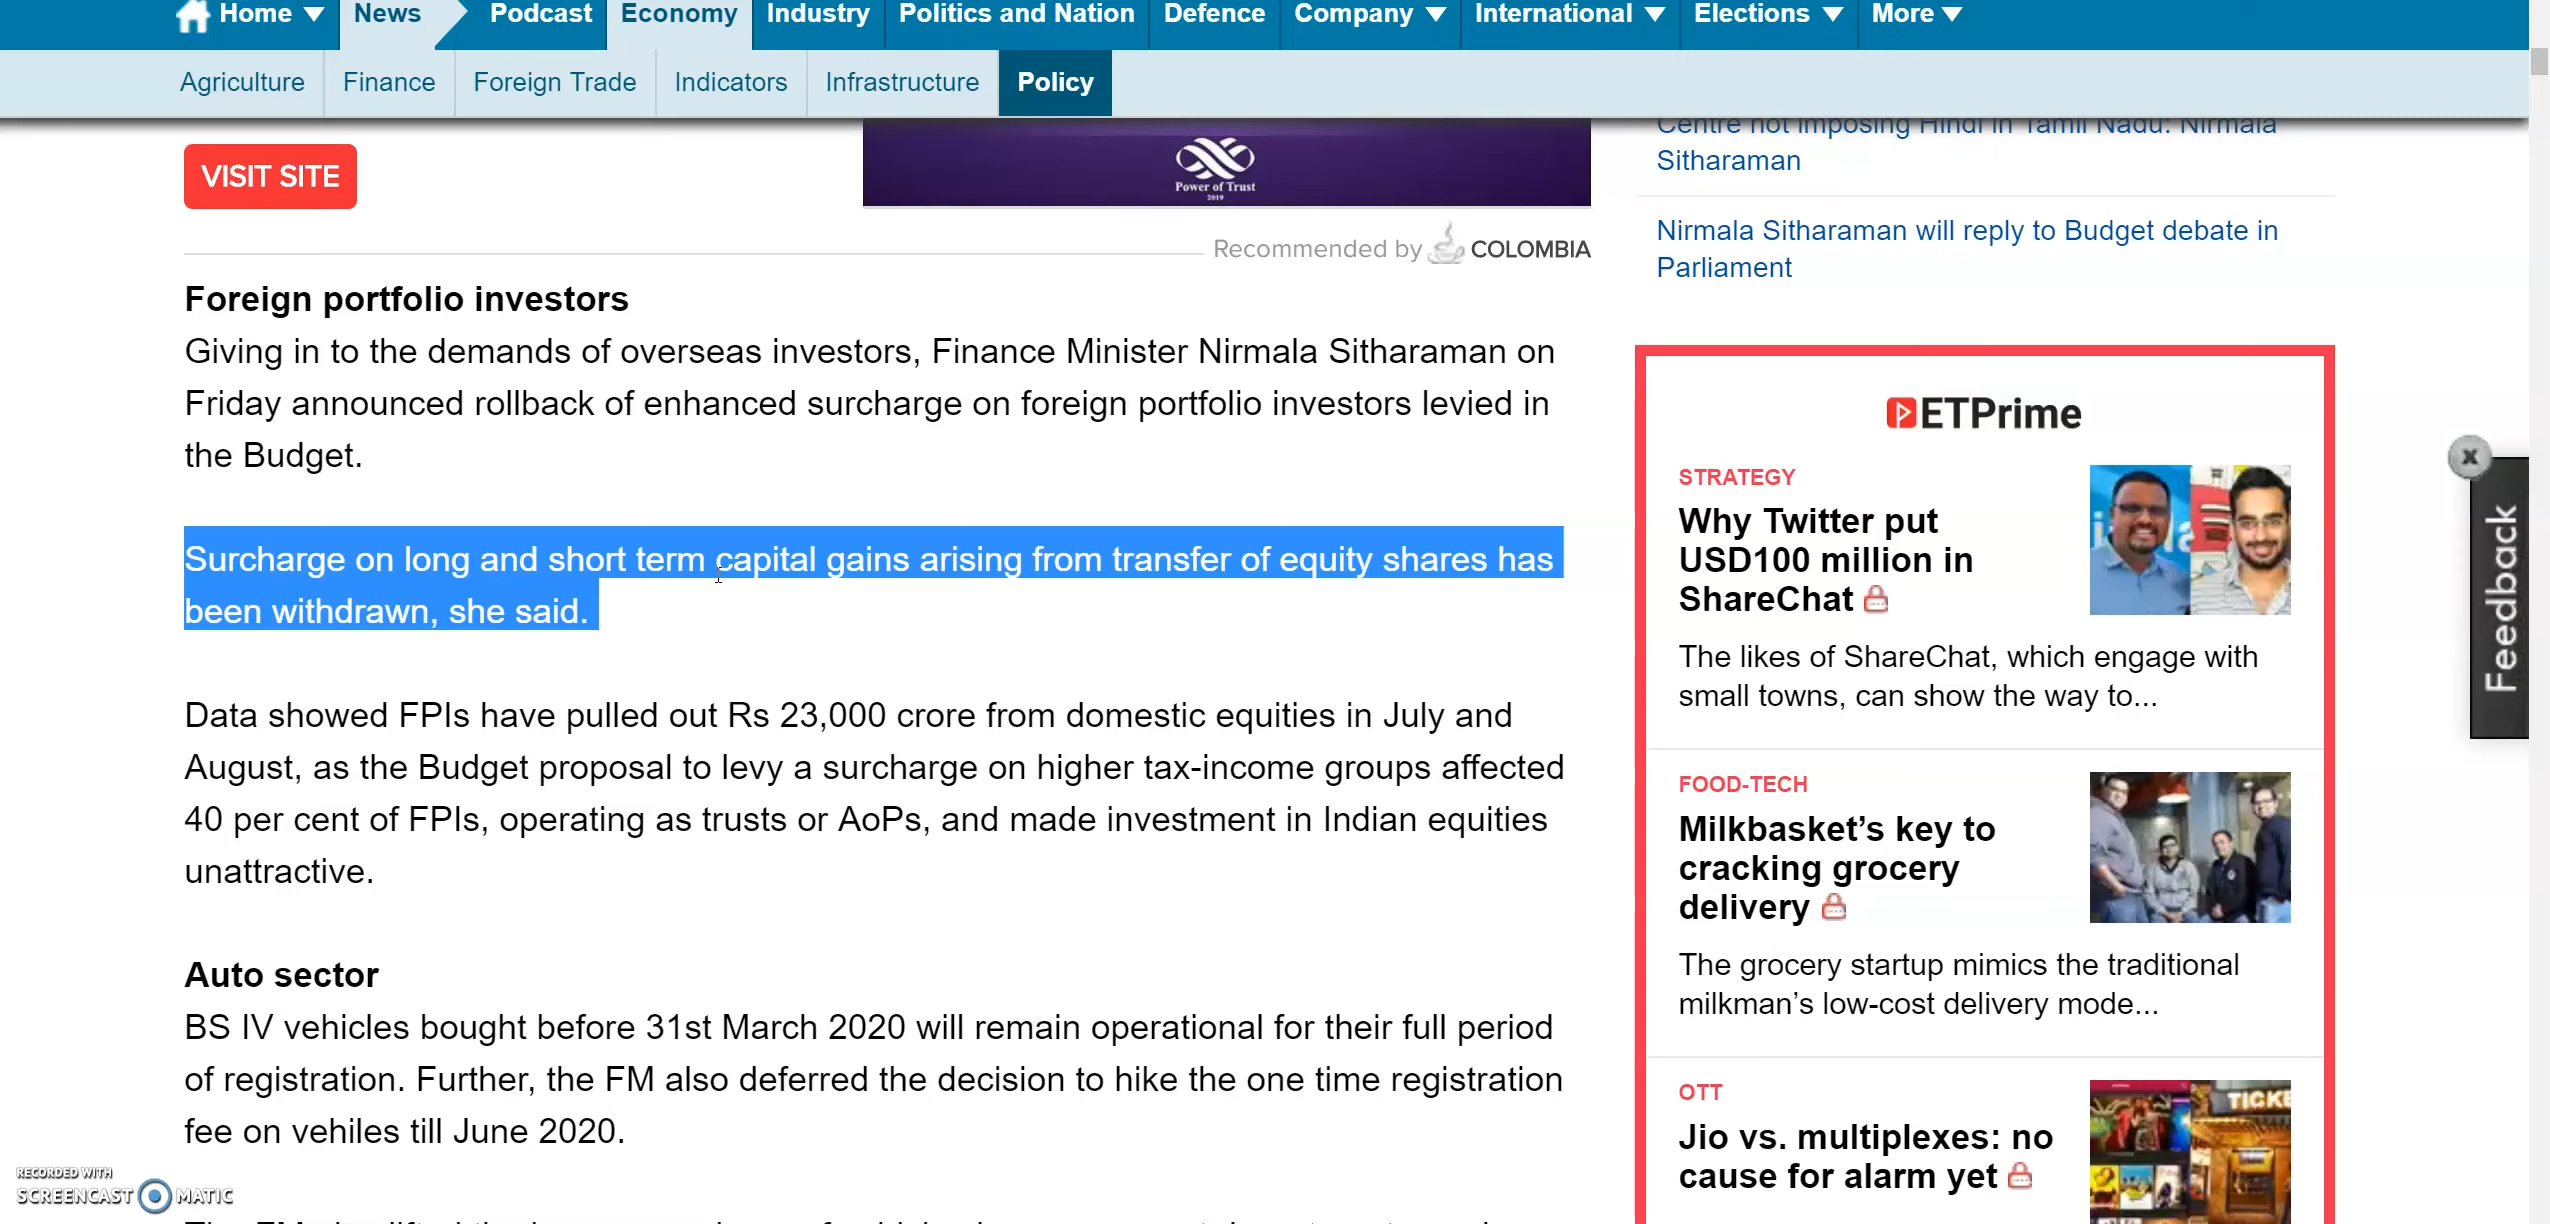 Home News Podcast Economy Industry Politics and Nation Defence Company International Elections More
Agriculture Finance Foreign Trade Indicators Infrastructure Policy
VISIT SITE
Power of Trust
2019
Recommended by COLOMBIA
Foreign portfolio investors
Giving in to the demands of overseas investors, Finance Minister Nirmala Sitharaman on
Friday announced rollback of enhanced surcharge on foreign portfolio investors levied in
the Budget.
Surcharge on long and short term capital gains arising from transfer of equity shares has
been withdrawn, she said.
Data showed FPIs have pulled out Rs 23,000 crore from domestic equities in July and
August, as the Budget proposal to levy a surcharge on higher tax-income groups affected
40 per cent of FPIs, operating as trusts or AoPs, and made investment in Indian equities
unattractive.
Auto sector
BS IV vehicles bought before 31st March 2020 will remain operational for their full period
of registration. Further, the FM also deferred the decision to hike the one time registration
fee on vehiles till June 2020.
RECORDED WITH
SCREENCAST MATIC
Centre not imposing Hindi in Tamil Nadu: Nirmala
Sitharaman
Nirmala Sitharaman will reply to Budget debate in
Parliament
ETPrime
STRATEGY
Why Twitter put
USD100 million in
ShareChat
The likes of ShareChat, which engage with
small towns, can show the way to...
FOOD-TECH
Milkbasket’s key to
cracking grocery
delivery
The grocery startup mimics the traditional
milkman’s low-cost delivery mode...
OTT
Jio vs. multiplexes: no
cause for alarm yet
x
Feedback